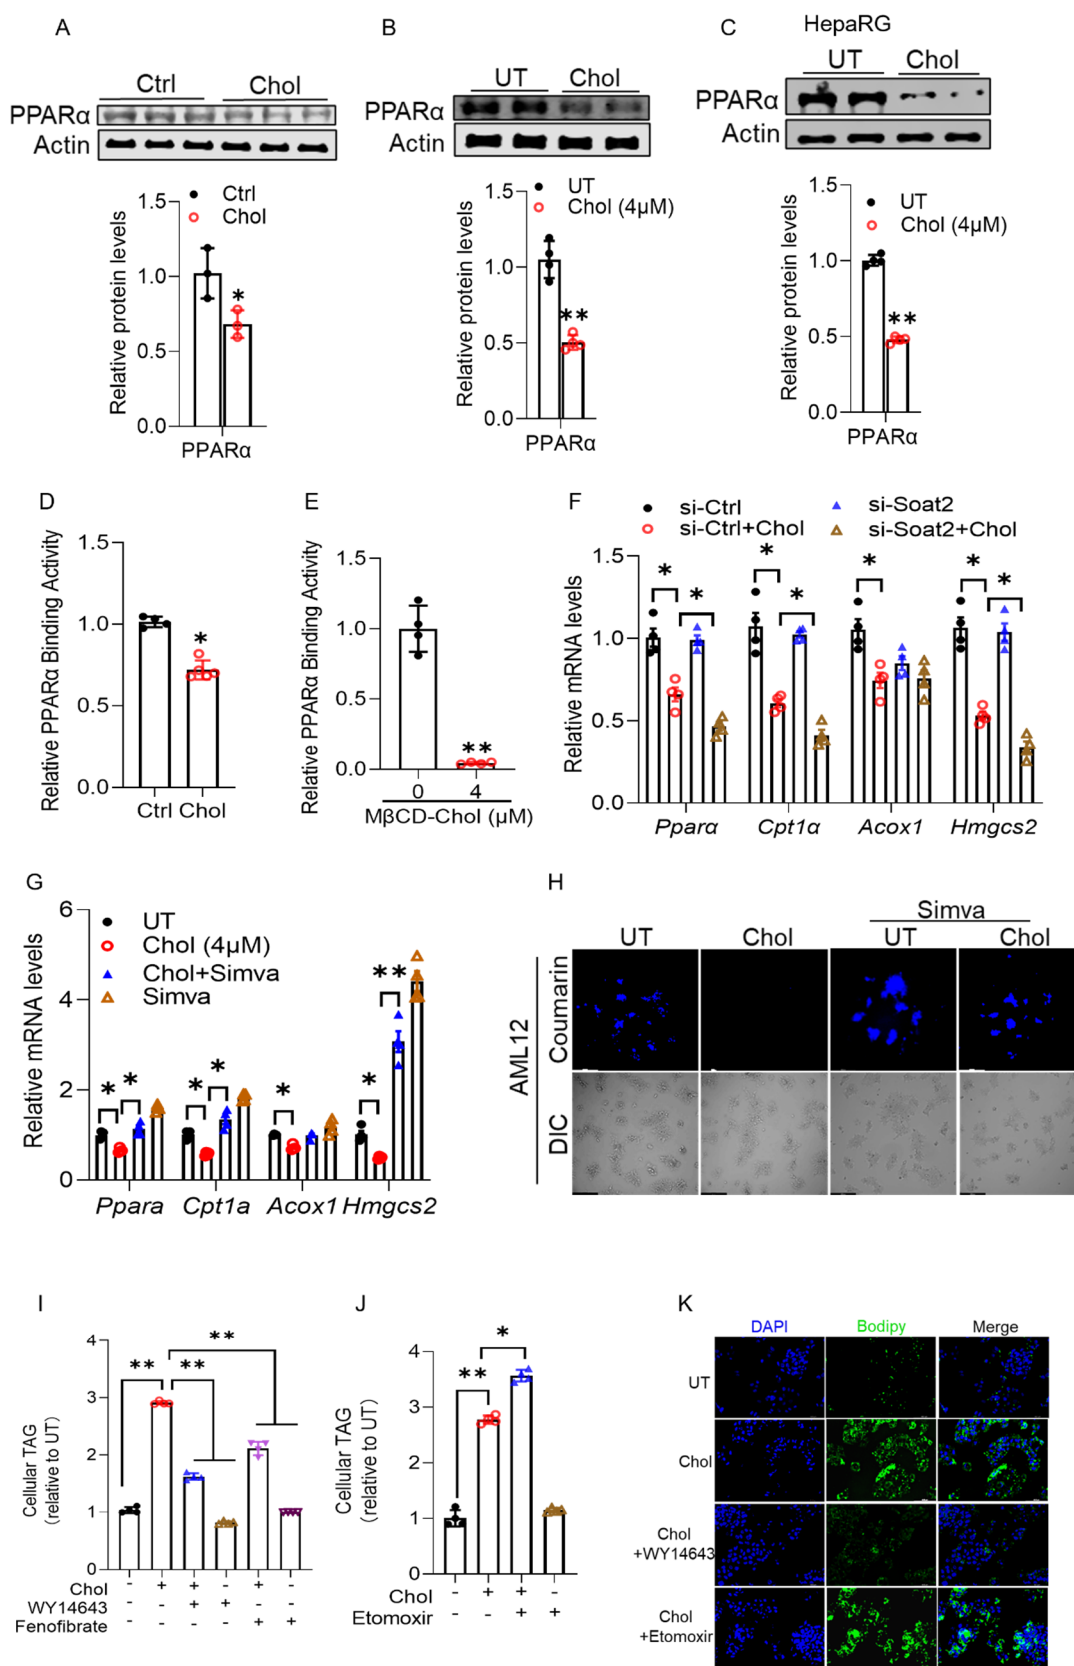 A
Ctrl Chol
PPARα
Actin
Relative protein levels
1.5
1.0
0.5
0.0
Ctrl
Chol
*
PPARα
B
UT Chol
PPARα
Actin
Relative protein levels
1.5
1.0
0.5
0.0
UT
Chol (4μM)
**
PPARα
C
HepaRG
UT Chol
PPARα
Actin
Relative protein levels
1.5
1.0
0.5
0.0
UT
Chol (4μM)
**
PPARα
D
Relative PPARα Binding Activity
1.5
1.0
0.5
0.0
*
Ctrl Chol
E
Relative PPARα Binding Activity
1.5
1.0
0.5
0.0
**
0 4
MβCD-Chol (μM)
F
si-Ctrl
si-Ctrl+Chol
si-Soat2
si-Soat2+Chol
Relative mRNA levels
1.5
1.0
0.5
0.0
* * * * * * *
Pparα Cpt1α Acox1 Hmgcs2
G
UT
Chol (4μM)
Chol+Simva
Simva
Relative mRNA levels
6
4
2
0
* * * * * * **
Ppara Cpt1a Acox1 Hmgcs2
H
Simva
UT Chol UT Chol
AML12
Coumarin
DIC
I
Cellular TAG
(relative to UT)
4
3
2
1
0
** ** **
Chol - + + - + -
WY14643 - - + + - -
Fenofibrate - - - - + +
J
Cellular TAG
(relative to UT)
4
3
2
1
0
** *
Chol - + + -
Etomoxir - - + +
K
DAPI Bodipy Merge
UT
Chol
Chol
+WY14643
Chol
+Etomoxir